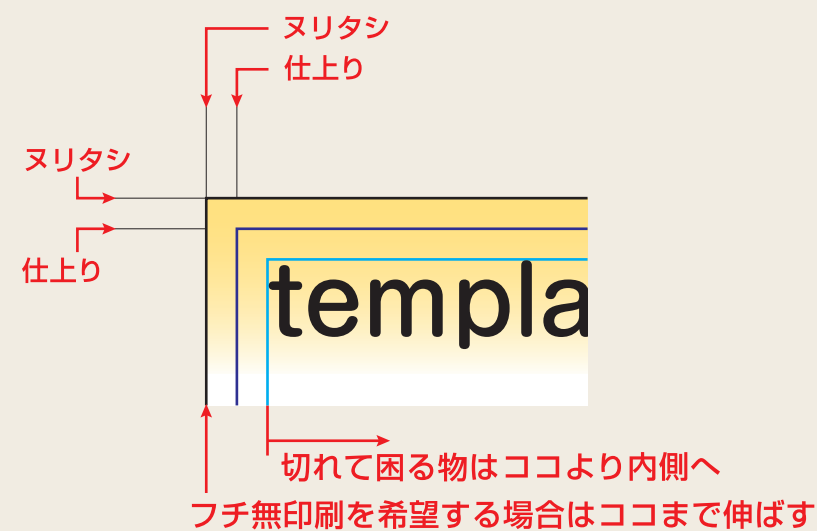 ヌリタシ
仕上り
ヌリタシ
仕上り
templa
切れて困る物はココより内側へ
フチ無印刷を希望する場合はココまで伸ばす